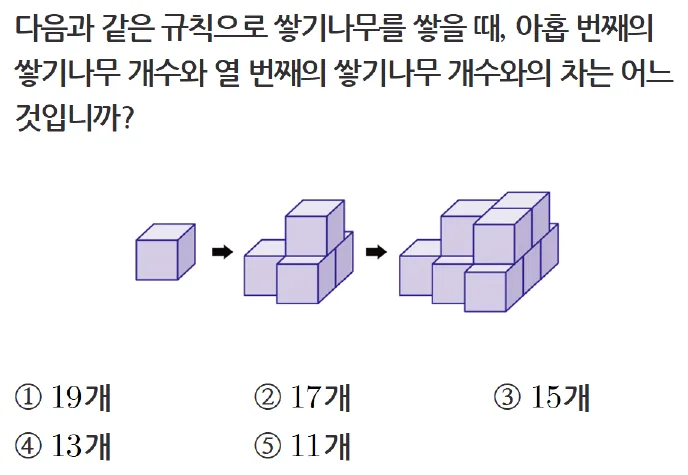 다음과 같은 규칙으로 쌓기나무를 쌓을 때, 아홉 번째의
쌓기나무 개수와 열 번째의 쌓기나무 개수와의 차는 어느
것입니까?
① 19개 ② 17개 ③ 15개
④ 13개 ⑤ 11개